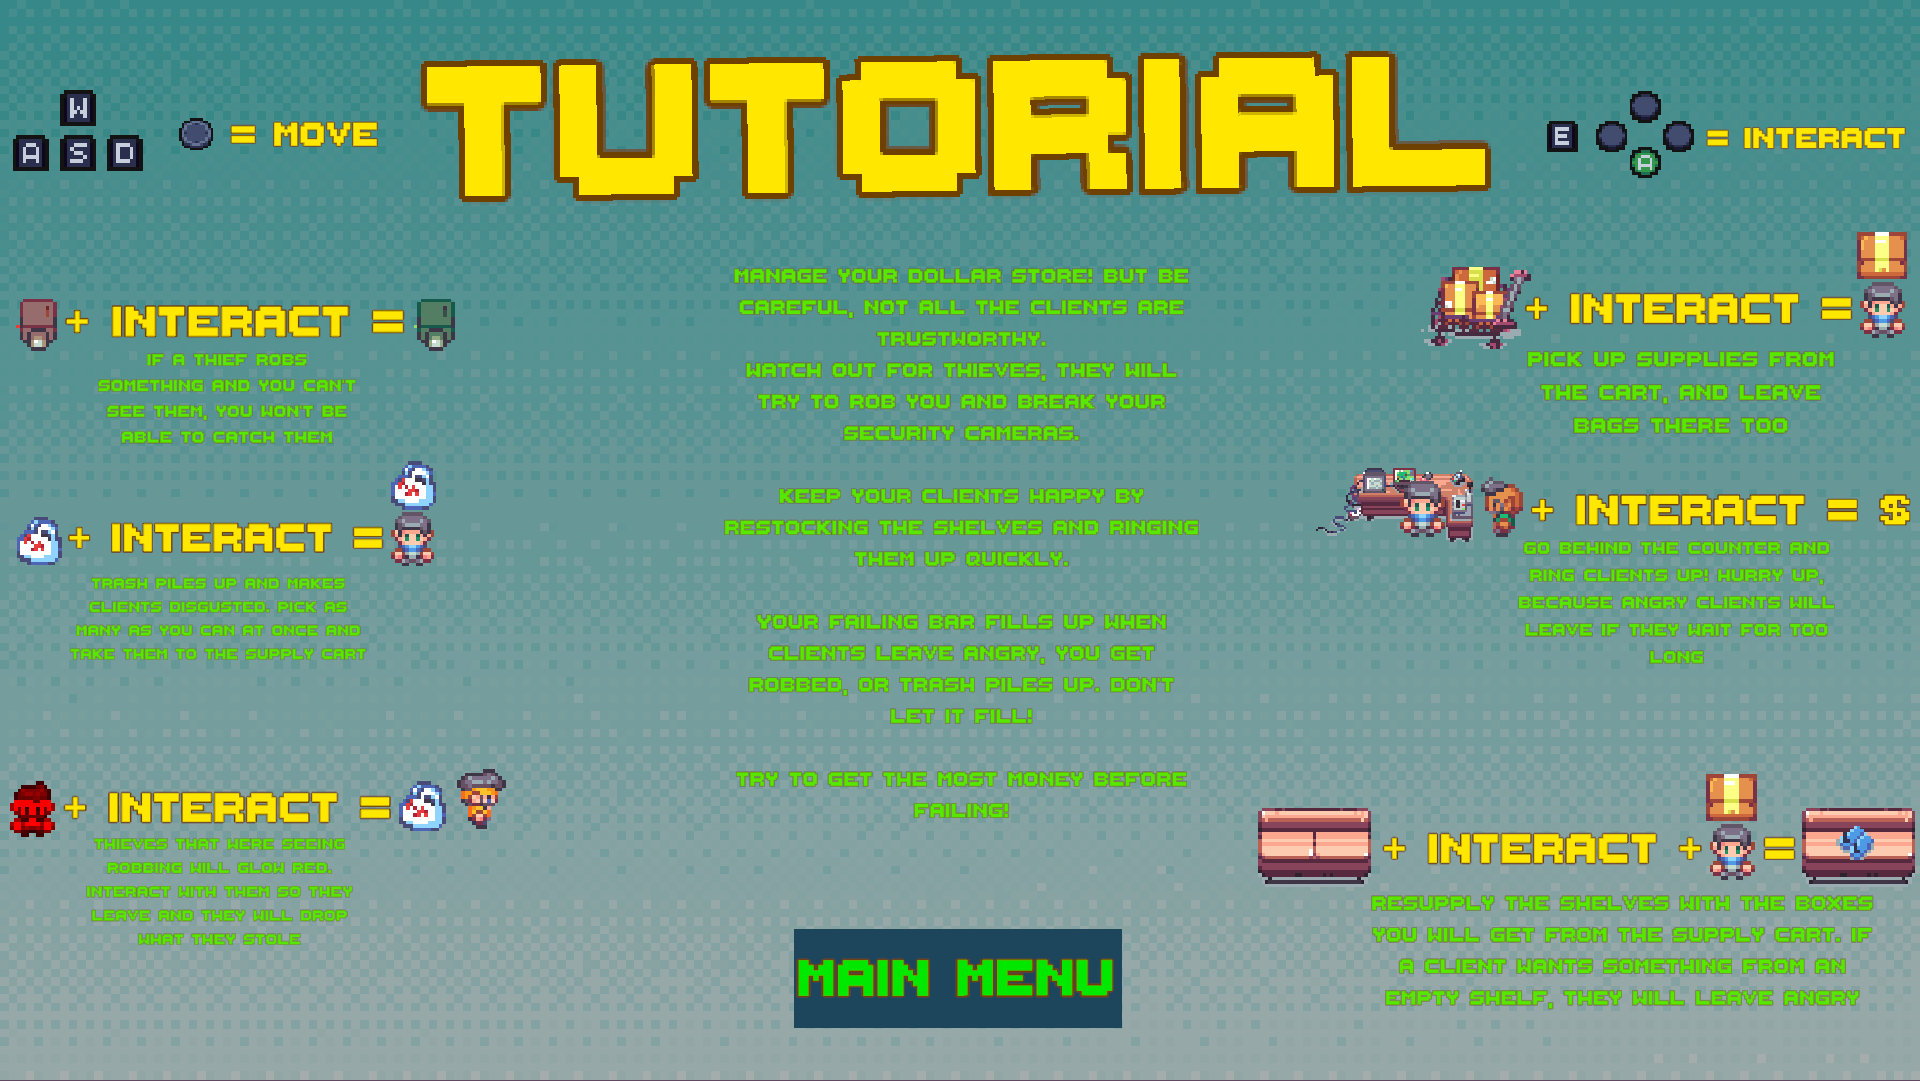 TUTORIAL
W
A S D
= MOVE
E
A
= INTERACT
+ INTERACT =
IF A THIEF ROBS
SOMETHING AND YOU CAN'T
SEE THEM, YOU WON'T BE
ABLE TO CATCH THEM
+ INTERACT =
TRASH PILES UP AND MAKES
CLIENTS DISGUSTED. PICK AS
MANY AS YOU CAN AT ONCE AND
TAKE THEM TO THE SUPPLY CART
+ INTERACT =
THIEVES THAT WERE SEEING
ROBBING WILL GLOW RED.
INTERACT WITH THEM SO THEY
LEAVE AND THEY WILL DROP
WHAT THEY STOLE
MANAGE YOUR DOLLAR STORE! BUT BE
CAREFUL, NOT ALL THE CLIENTS ARE
TRUSTWORTHY.
WATCH OUT FOR THIEVES, THEY WILL
TRY TO ROB YOU AND BREAK YOUR
SECURITY CAMERAS.
KEEP YOUR CLIENTS HAPPY BY
RESTOCKING THE SHELVES AND RINGING
THEM UP QUICKLY.
YOUR FAILING BAR FILLS UP WHEN
CLIENTS LEAVE ANGRY, YOU GET
ROBBED, OR TRASH PILES UP. DON'T
LET IT FILL!
TRY TO GET THE MOST MONEY BEFORE
FAILING!
MAIN MENU
+ INTERACT =
PICK UP SUPPLIES FROM
THE CART, AND LEAVE
BAGS THERE TOO
+ INTERACT = $
GO BEHIND THE COUNTER AND
RING CLIENTS UP! HURRY UP,
BECAUSE ANGRY CLIENTS WILL
LEAVE IF THEY WAIT FOR TOO
LONG
+ INTERACT + =
RESUPPLY THE SHELVES WITH THE BOXES
YOU WILL GET FROM THE SUPPLY CART. IF
A CLIENT WANTS SOMETHING FROM AN
EMPTY SHELF, THEY WILL LEAVE ANGRY